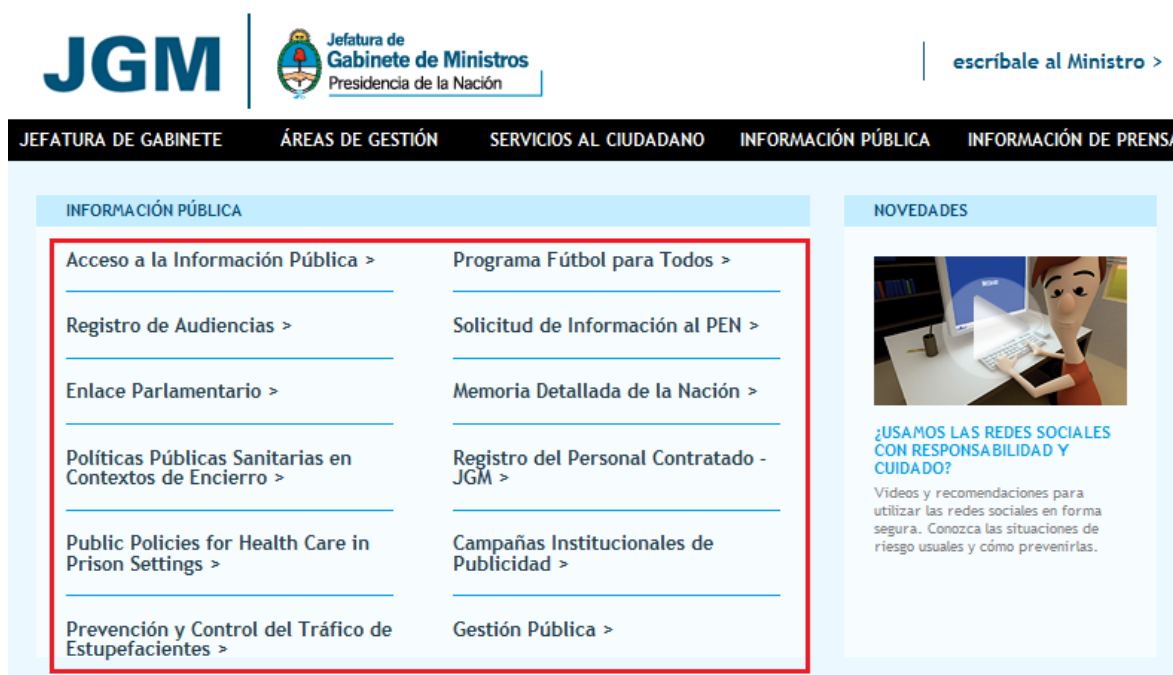 JGM
Jefatura de
Gabinete de Ministros
Presidencia de la Nación
escríbale al Ministro >
JEFATURA DE GABINETE
ÁREAS DE GESTIÓN
SERVICIOS AL CIUDADANO
INFORMACIÓN PÚBLICA
INFORMACIÓN DE PRENSA
INFORMACIÓN PÚBLICA
Acceso a la Información Pública >
Registro de Audiencias >
Enlace Parlamentario >
Políticas Públicas Sanitarias en
Contextos de Encierro >
Public Policies for Health Care in
Prison Settings >
Prevención y Control del Tráfico de
Estupefacientes >
Programa Fútbol para Todos >
Solicitud de Información al PEN >
Memoria Detallada de la Nación >
Registro del Personal Contratado -
JGM >
Campañas Institucionales de
Publicidad >
Gestión Pública >
NOVEDADES
¿USAMOS LAS REDES SOCIALES
CON RESPONSABILIDAD Y
CUIDADO?
Videos y recomendaciones para
utilizar las redes sociales en forma
segura. Conozca las situaciones de
riesgo usuales y cómo prevenirlas.